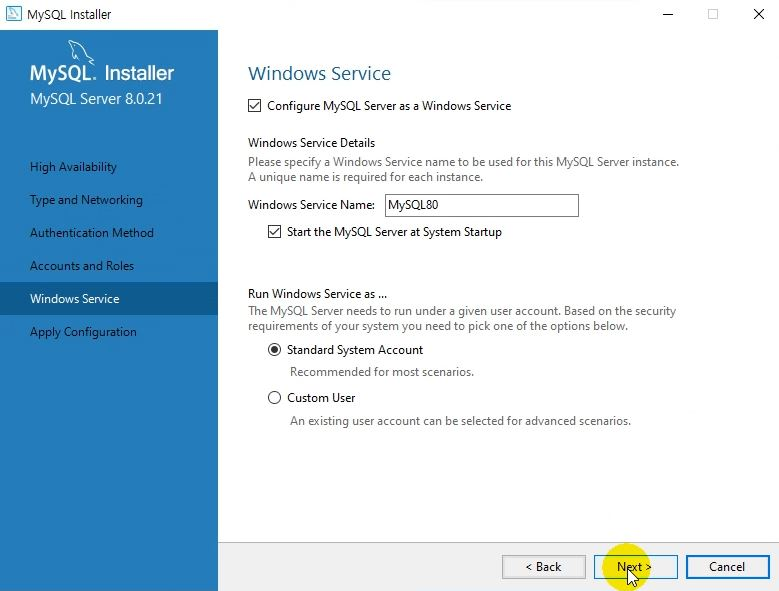 MySQL Installer
MySQL. Installer
MySQL Server 8.0.21
High Availability
Type and Networking
Authentication Method
Accounts and Roles
Windows Service
Apply Configuration
Windows Service
Configure MySQL Server as a Windows Service
Windows Service Details
Please specify a Windows Service name to be used for this MySQL Server instance.
A unique name is required for each instance.
Windows Service Name: MySQL80
Start the MySQL Server at System Startup
Run Windows Service as ...
The MySQL Server needs to run under a given user account. Based on the security
requirements of your system you need to pick one of the options below.
Standard System Account
Recommended for most scenarios.
Custom User
An existing user account can be selected for advanced scenarios.
< Back Next > Cancel